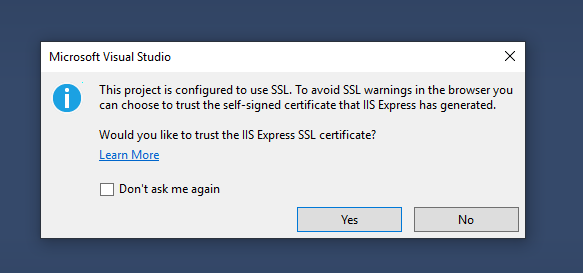 Microsoft Visual Studio
This project is configured to use SSL. To avoid SSL warnings in the browser you
can choose to trust the self-signed certificate that IIS Express has generated.
Would you like to trust the IIS Express SSL certificate?
Learn More
Don't ask me again
Yes No